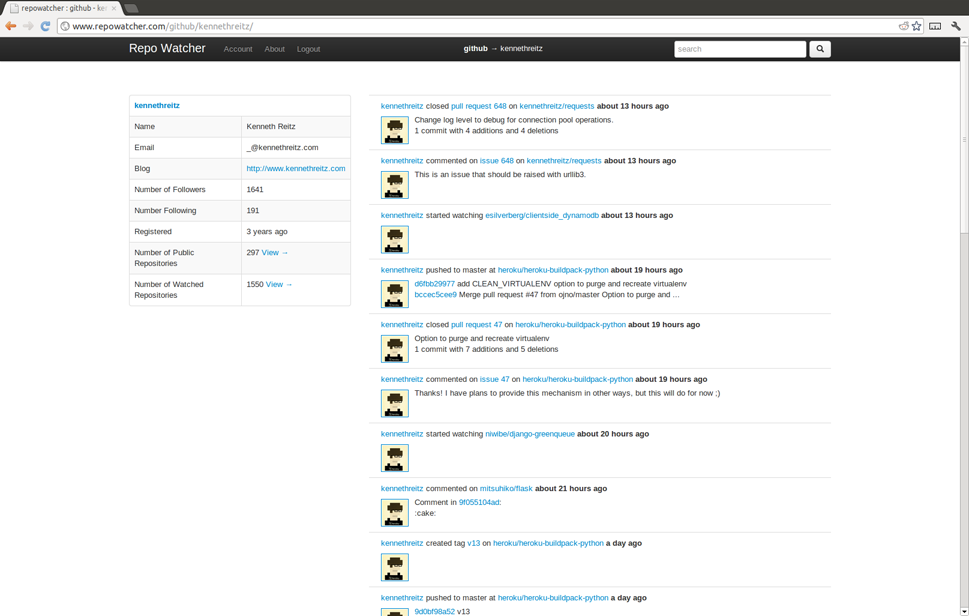 repowatcher : github - ken
www.repowatcher.com/github/kennethreitz/
Repo Watcher Account About Logout github → kennethreitz search
kennethreitz
Name Kenneth Reitz
Email _@kennethreitz.com
Blog http://www.kennethreitz.com
Number of Followers 1641
Number Following 191
Registered 3 years ago
Number of Public Repositories 297 View →
Number of Watched Repositories 1550 View →
kennethreitz closed pull request 648 on kennethreitz/requests about 13 hours ago
Change log level to debug for connection pool operations.
1 commit with 4 additions and 4 deletions
kennethreitz commented on issue 648 on kennethreitz/requests about 13 hours ago
This is an issue that should be raised with urllib3.
kennethreitz started watching esilverberg/clientside_dynamodb about 13 hours ago
kennethreitz pushed to master at heroku/heroku-buildpack-python about 19 hours ago
d6fbb29977 add CLEAN_VIRTUALENV option to purge and recreate virtualenv
bccec5cee9 Merge pull request #47 from ojno/master Option to purge and ...
kennethreitz closed pull request 47 on heroku/heroku-buildpack-python about 19 hours ago
Option to purge and recreate virtualenv
1 commit with 7 additions and 5 deletions
kennethreitz commented on issue 47 on heroku/heroku-buildpack-python about 19 hours ago
Thanks! I have plans to provide this mechanism in other ways, but this will do for now ;)
kennethreitz started watching niwibe/django-greenqueue about 20 hours ago
kennethreitz commented on mitsuhiko/flask about 21 hours ago
Comment in 9f055104ad:
:cake:
kennethreitz created tag v13 on heroku/heroku-buildpack-python a day ago
kennethreitz pushed to master at heroku/heroku-buildpack-python a day ago
9d0bf98a52 v13